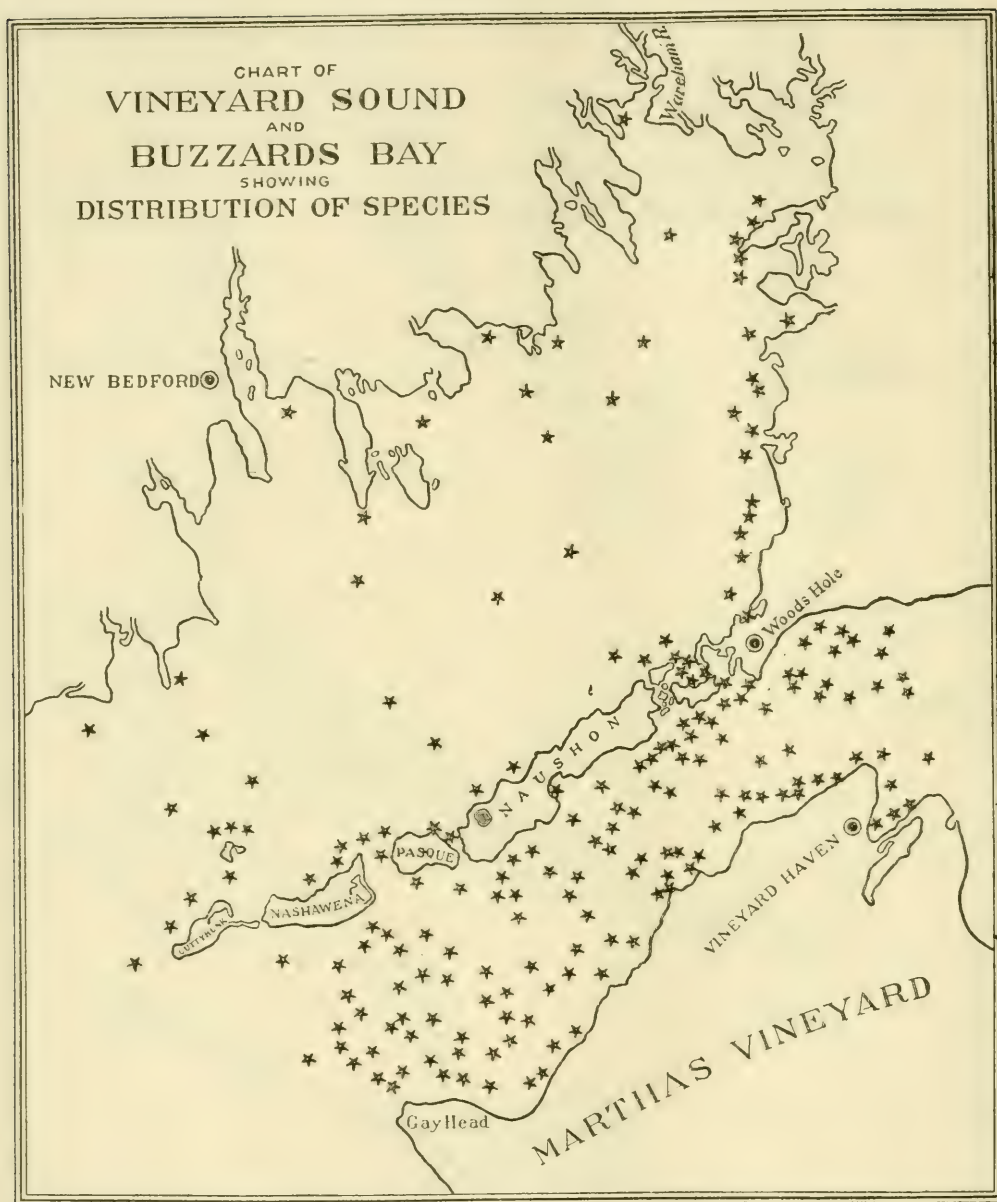 CHART OF
VINEYARD SOUND
AND
BUZZARDS BAY
SHOWING
DISTRIBUTION OF SPECIES
Wareham R.
NEW BEDFORD
Woods Hole
NAUSHON
PASQUE
NASHAWENA
CUTTYHUNK
VINEYARD HAVEN
MARTHAS VINEYARD
Gay Head